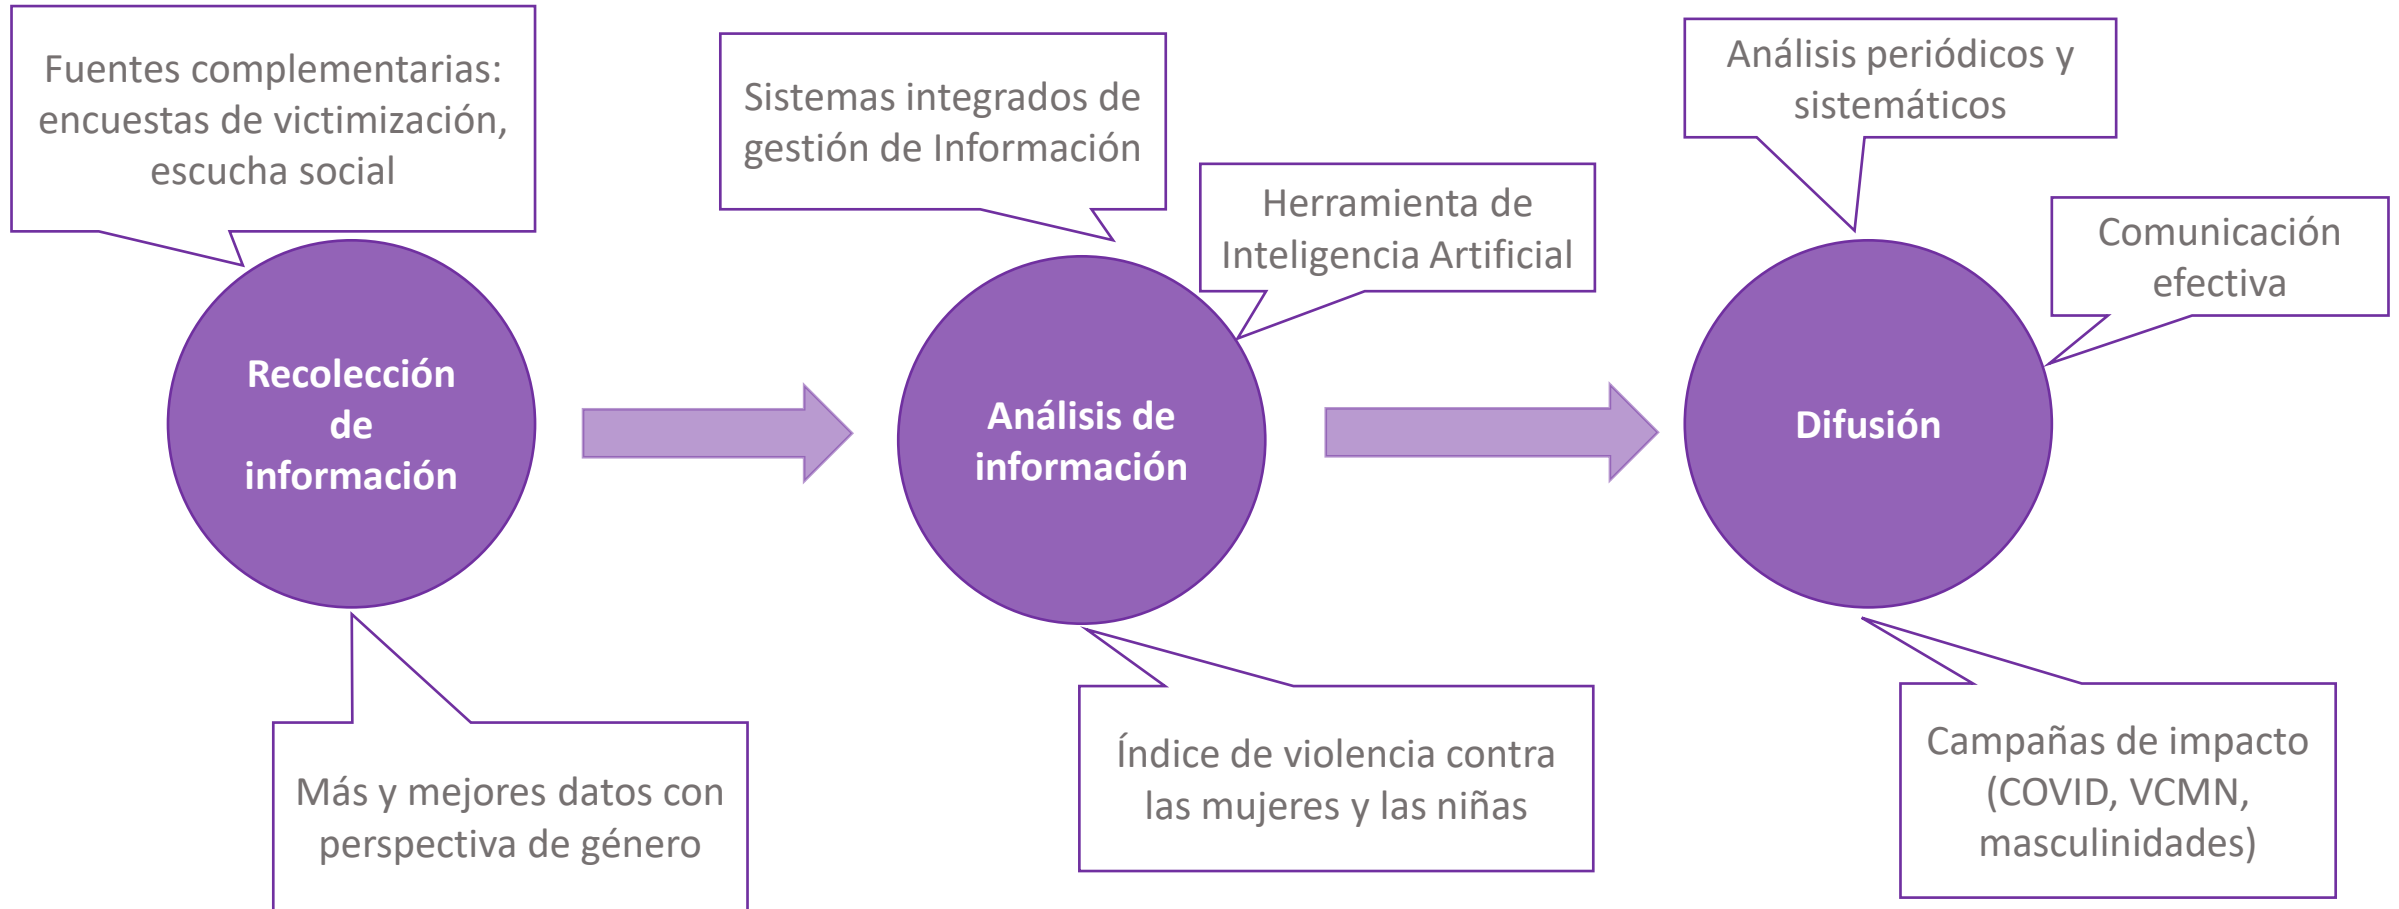 Fuentes complementarias:
encuestas de victimización,
escucha social
Sistemas integrados de
gestión de Información
Herramienta de
Inteligencia Artificial
Análisis periódicos y
sistemáticos
Comunicación
efectiva
Recolección
de
información
Análisis de
información
Difusión
Más y mejores datos con
perspectiva de género
Índice de violencia contra
las mujeres y las niñas
Campañas de impacto
(COVID, VCMN,
masculinidades)